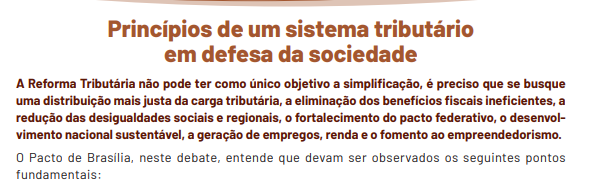 Princípios de um sistema tributário
em defesa da sociedade
A Reforma Tributária não pode ter como único objetivo a simplificação, é preciso que se busque
uma distribuição mais justa da carga tributária, a eliminação dos benefícios fiscais ineficientes, a
redução das desigualdades sociais e regionais, o fortalecimento do pacto federativo, o desenvol-
vimento nacional sustentável, a geração de empregos, renda e o fomento ao empreendedorismo.
O Pacto de Brasília, neste debate, entende que devam ser observados os seguintes pontos
fundamentais: